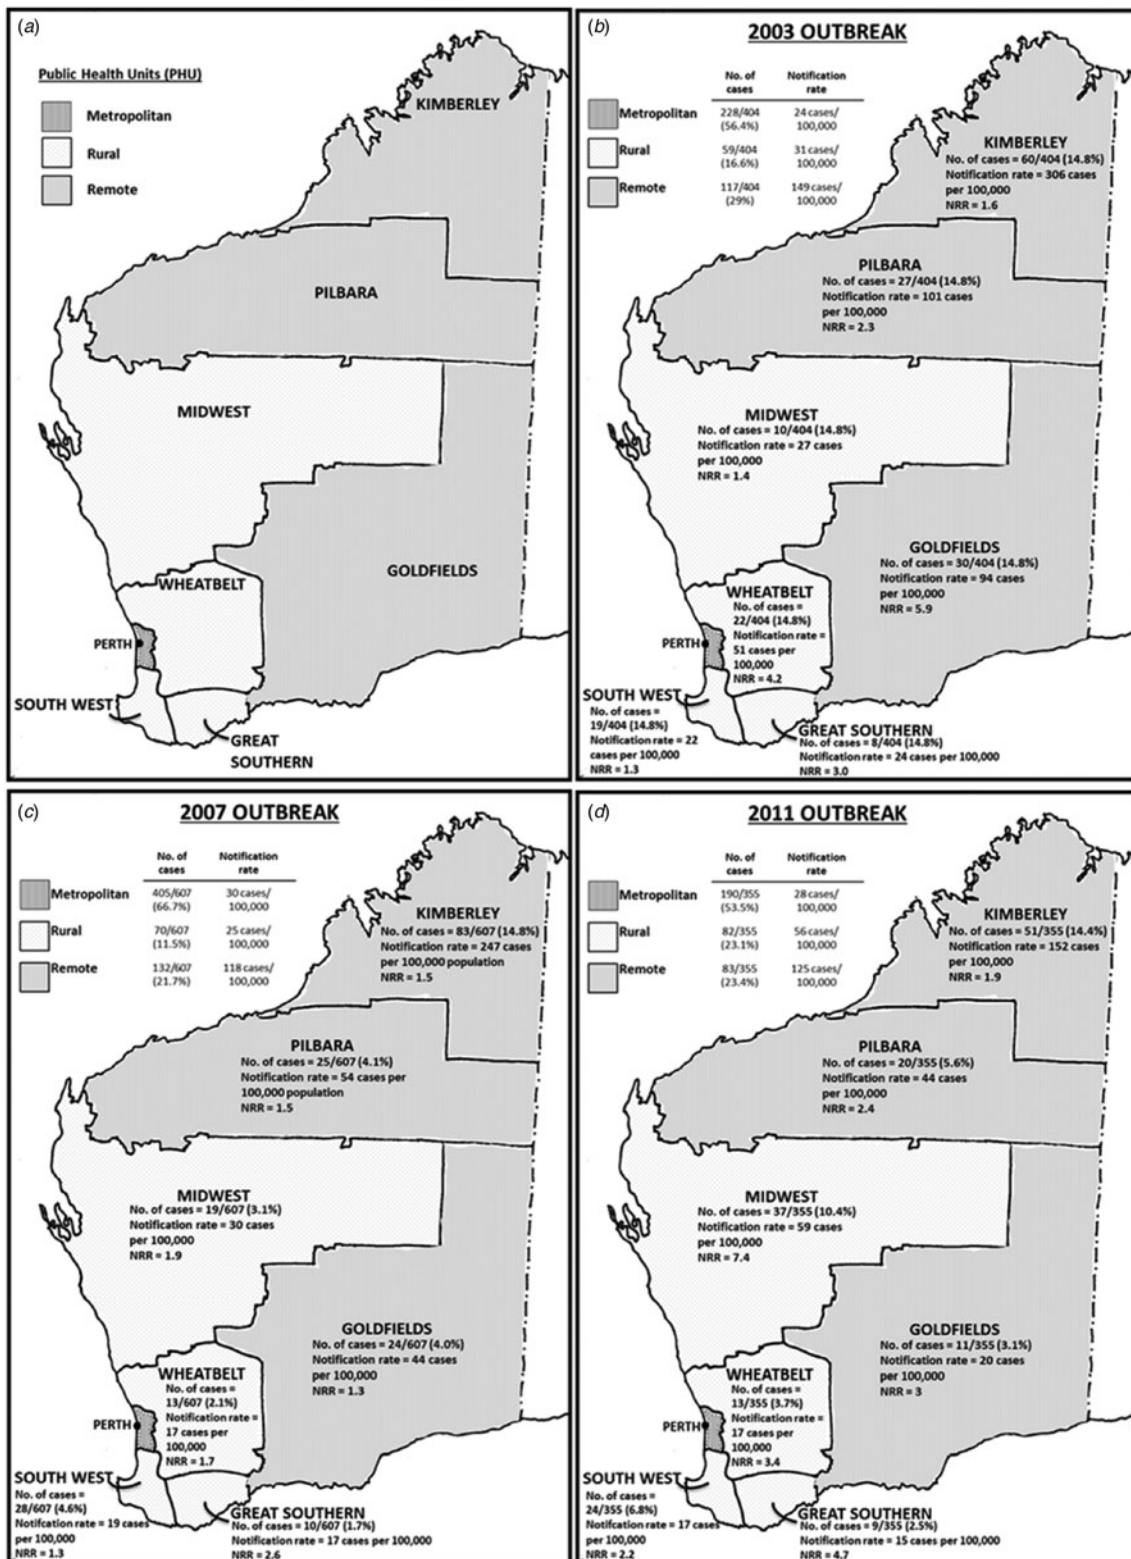 (a)
Public Health Units (PHU)
Metropolitan
Rural
Remote
KIMBERLEY
PILBARA
MIDWEST
GOLDFIELDS
WHEATBELT
PERTH
SOUTH WEST
GREAT
SOUTHERN
(b)
2003 OUTBREAK
No. of Notification
cases rate
Metropolitan 228/404 24 cases/
(56.4%) 100,000
Rural 59/404 31 cases/
(16.6%) 100,000
Remote 117/404 149 cases/
(29%) 100,000
KIMBERLEY
No. of cases = 60/404 (14.8%)
Notification rate = 306 cases
per 100,000
NRR = 1.6
PILBARA
No. of cases = 27/404 (14.8%)
Notification rate = 101 cases
per 100,000
NRR = 2.3
MIDWEST
No. of cases = 10/404 (14.8%)
Notification rate = 27 cases
per 100,000
NRR = 1.4
GOLDFIELDS
No. of cases = 30/404 (14.8%)
Notification rate = 94 cases
per 100,000
NRR = 5.9
WHEATBELT
No. of cases =
22/404 (14.8%)
Notification rate =
51 cases per
100,000
NRR = 4.2
PERTH
SOUTH WEST
No. of cases =
19/404 (14.8%)
Notification rate = 22
cases per 100,000
NRR = 1.3
GREAT SOUTHERN
No. of cases = 8/404 (14.8%)
Notification rate = 24 cases per 100,000
NRR = 3.0
(c)
2007 OUTBREAK
No. of Notification
cases rate
Metropolitan 405/607 30 cases/
(66.7%) 100,000
Rural 70/607 25 cases/
(11.5%) 100,000
Remote 132/607 118 cases/
(21.7%) 100,000
KIMBERLEY
No. of cases = 83/607 (14.8%)
Notification rate = 247 cases
per 100,000 population
NRR = 1.5
PILBARA
No. of cases = 25/607 (4.1%)
Notification rate = 54 cases per
100,000 population
NRR = 1.5
MIDWEST
No. of cases = 19/607 (3.1%)
Notification rate = 30 cases
per 100,000
NRR = 1.9
GOLDFIELDS
No. of cases = 24/607 (4.0%)
Notification rate = 44 cases
per 100,000
NRR = 1.3
WHEATBELT
No. of cases =
13/607 (2.1%)
Notification rate =
17 cases per
100,000
NRR = 1.7
PERTH
SOUTH WEST
No. of cases =
28/607 (4.6%)
Notification rate = 19 cases
per 100,000
NRR = 1.3
GREAT SOUTHERN
No. of cases = 10/607 (1.7%)
Notification rate = 17 cases per 100,000
NRR = 2.6
(d)
2011 OUTBREAK
No. of Notification
cases rate
Metropolitan 190/355 28 cases/
(53.5%) 100,000
Rural 82/355 56 cases/
(23.1%) 100,000
Remote 83/355 125 cases/
(23.4%) 100,000
KIMBERLEY
No. of cases = 51/355 (14.4%)
Notification rate = 152 cases
per 100,000
NRR = 1.9
PILBARA
No. of cases = 20/355 (5.6%)
Notification rate = 44 cases
per 100,000
NRR = 2.4
MIDWEST
No. of cases = 37/355 (10.4%)
Notification rate = 59 cases
per 100,000
NRR = 7.4
GOLDFIELDS
No. of cases = 11/355 (3.1%)
Notification rate = 20 cases
per 100,000
NRR = 3
WHEATBELT
No. of cases =
13/355 (3.7%)
Notification rate =
17 cases per
100,000
NRR = 3.4
PERTH
SOUTH WEST
No. of cases =
24/355 (6.8%)
Notification rate = 17 cases
per 100,000
NRR = 2.2
GREAT SOUTHERN
No. of cases = 9/355 (2.5%)
Notification rate = 15 cases per 100,000
NRR = 4.7